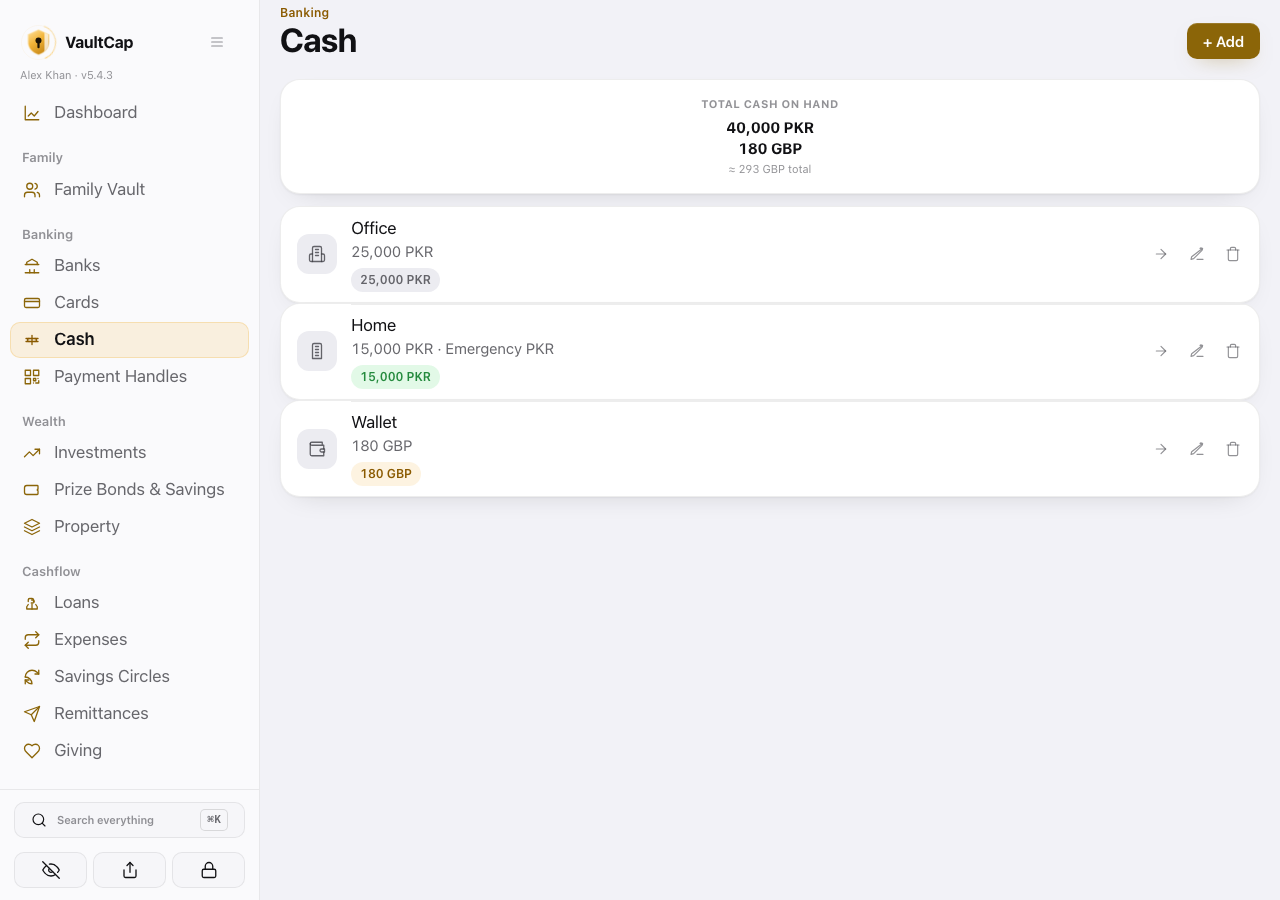 VaultCap
Alex Khan · v5.4.3
Dashboard
Family
Family Vault
Banking
Banks
Cards
Cash
Payment Handles
Wealth
Investments
Prize Bonds & Savings
Property
Cashflow
Loans
Expenses
Savings Circles
Remittances
Giving
Search everything
⌘K
Banking
Cash
+ Add
TOTAL CASH ON HAND
40,000 PKR
180 GBP
≈ 293 GBP total
Office
25,000 PKR
25,000 PKR
Home
15,000 PKR · Emergency PKR
15,000 PKR
Wallet
180 GBP
180 GBP